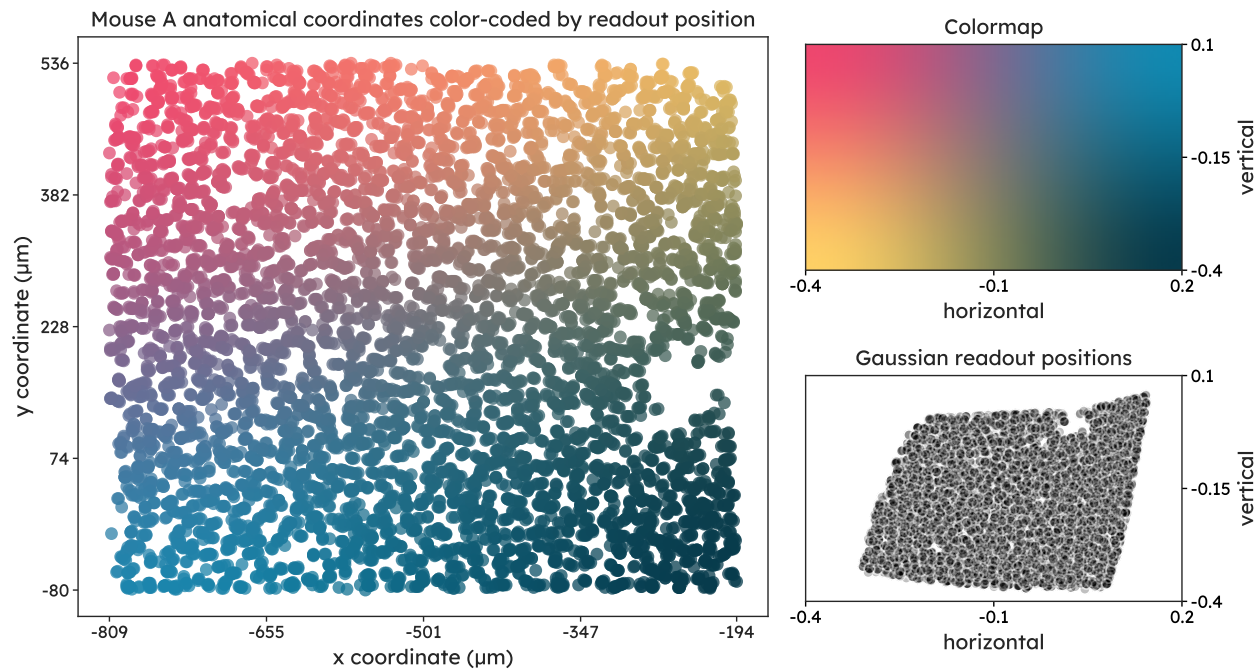 Mouse A anatomical coordinates color-coded by readout position
536
382
228
74
-80
y coordinate (μm)
-809
-655
-501
-347
-194
x coordinate (μm)
Colormap
0.1
-0.15
-0.4
vertical
-0.4
-0.1
0.2
horizontal
Gaussian readout positions
0.1
-0.15
-0.4
vertical
-0.4
-0.1
0.2
horizontal